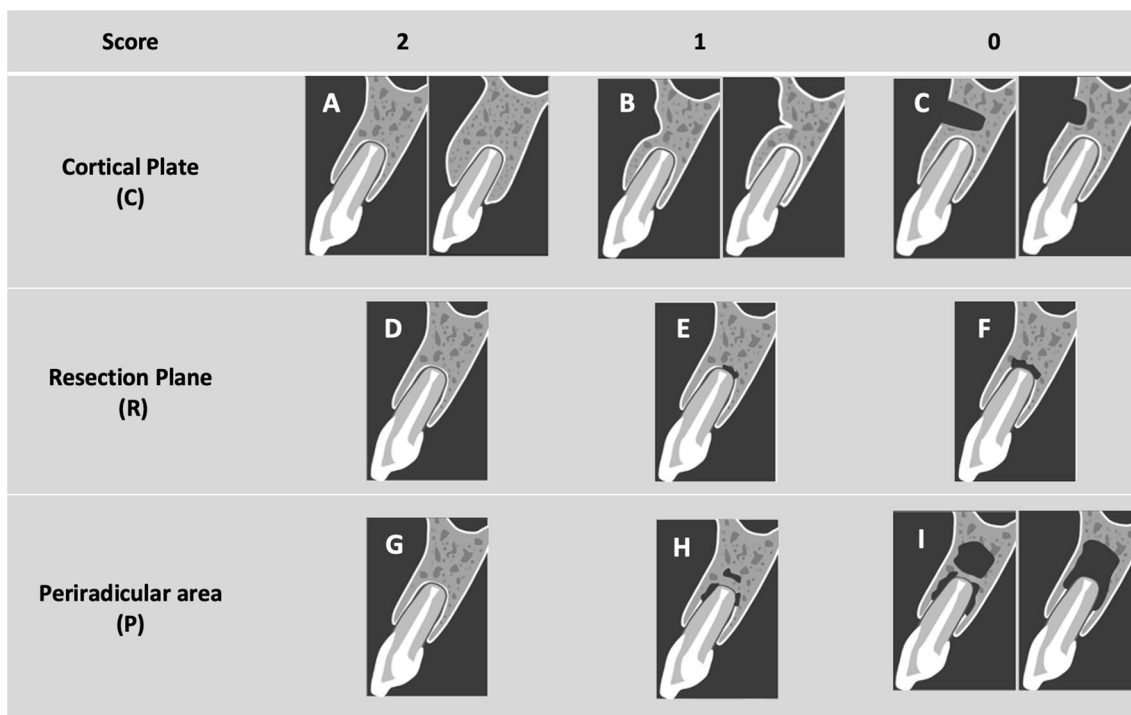 Score 2 1 0
A B C
Cortical Plate
(C)
D E F
Resection Plane
(R)
G H I
Periradicular area
(P)